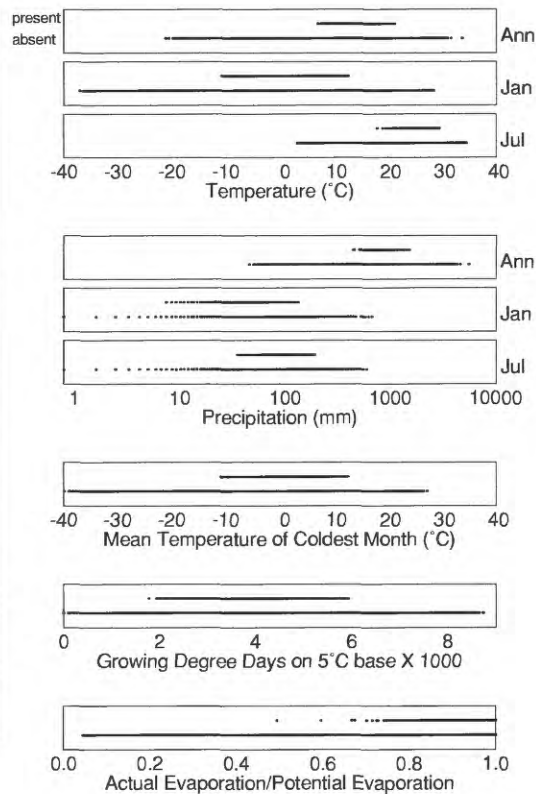 present
absent
Ann
Jan
Jul
-40 -30 -20 -10 0 10 20 30 40
Temperature (°C)
Ann
Jan
Jul
1 10 100 1000 10000
Precipitation (mm)
-40 -30 -20 -10 0 10 20 30 40
Mean Temperature of Coldest Month (°C)
0 2 4 6 8
Growing Degree Days on 5°C base X 1000
0.0 0.2 0.4 0.6 0.8 1.0
Actual Evaporation/Potential Evaporation